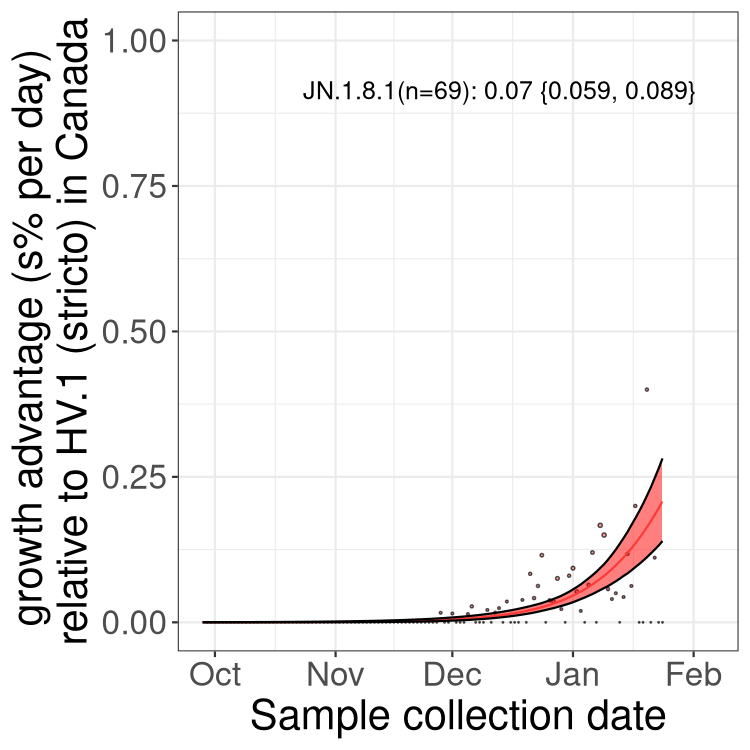 growth advantage (s% per day)
relative to HV.1 (stricto) in Canada
1.00
0.75
0.50
0.25
0.00
JN.1.8.1(n=69): 0.07 {0.059, 0.089}
Oct Nov Dec Jan Feb
Sample collection date